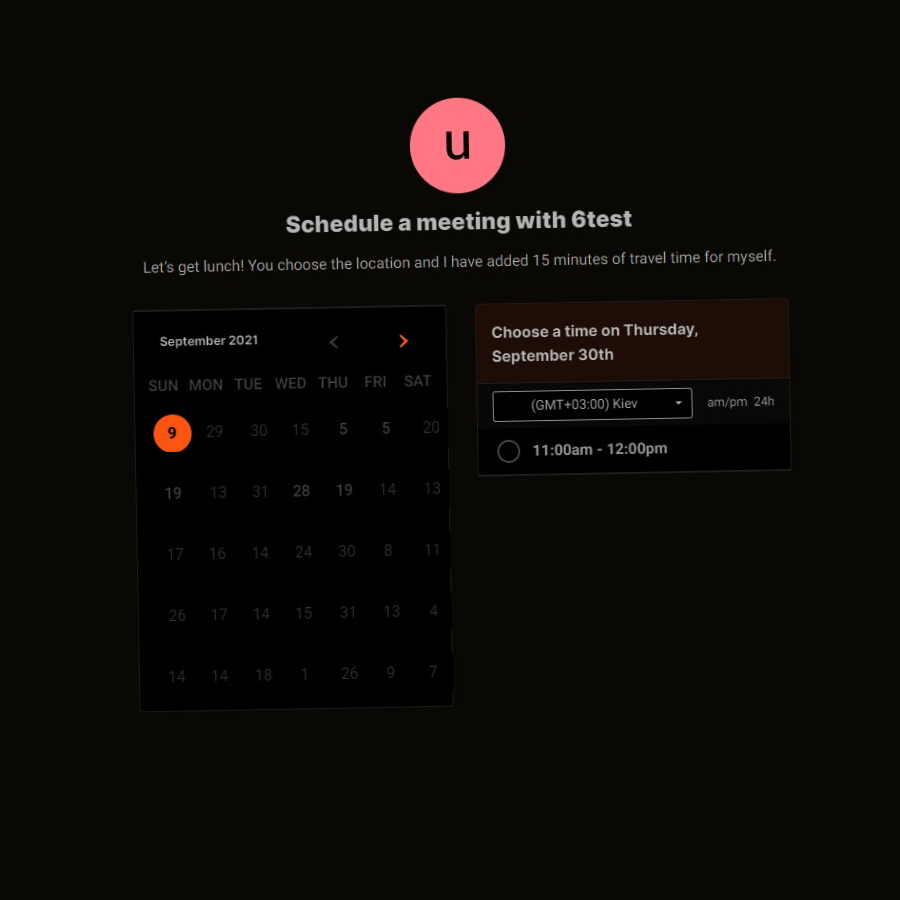 u
Schedule a meeting with 6test
Let's get lunch! You choose the location and I have added 15 minutes of travel time for myself.
September 2021
SUN MON TUE WED THU FRI SAT
9 29 30 15 5 5 20
19 13 31 28 19 14 13
17 16 14 24 30 8 11
26 17 14 15 31 13 4
14 14 18 1 26 9 7
Choose a time on Thursday,
September 30th
(GMT+03:00) Kiev am/pm 24h
11:00am - 12:00pm